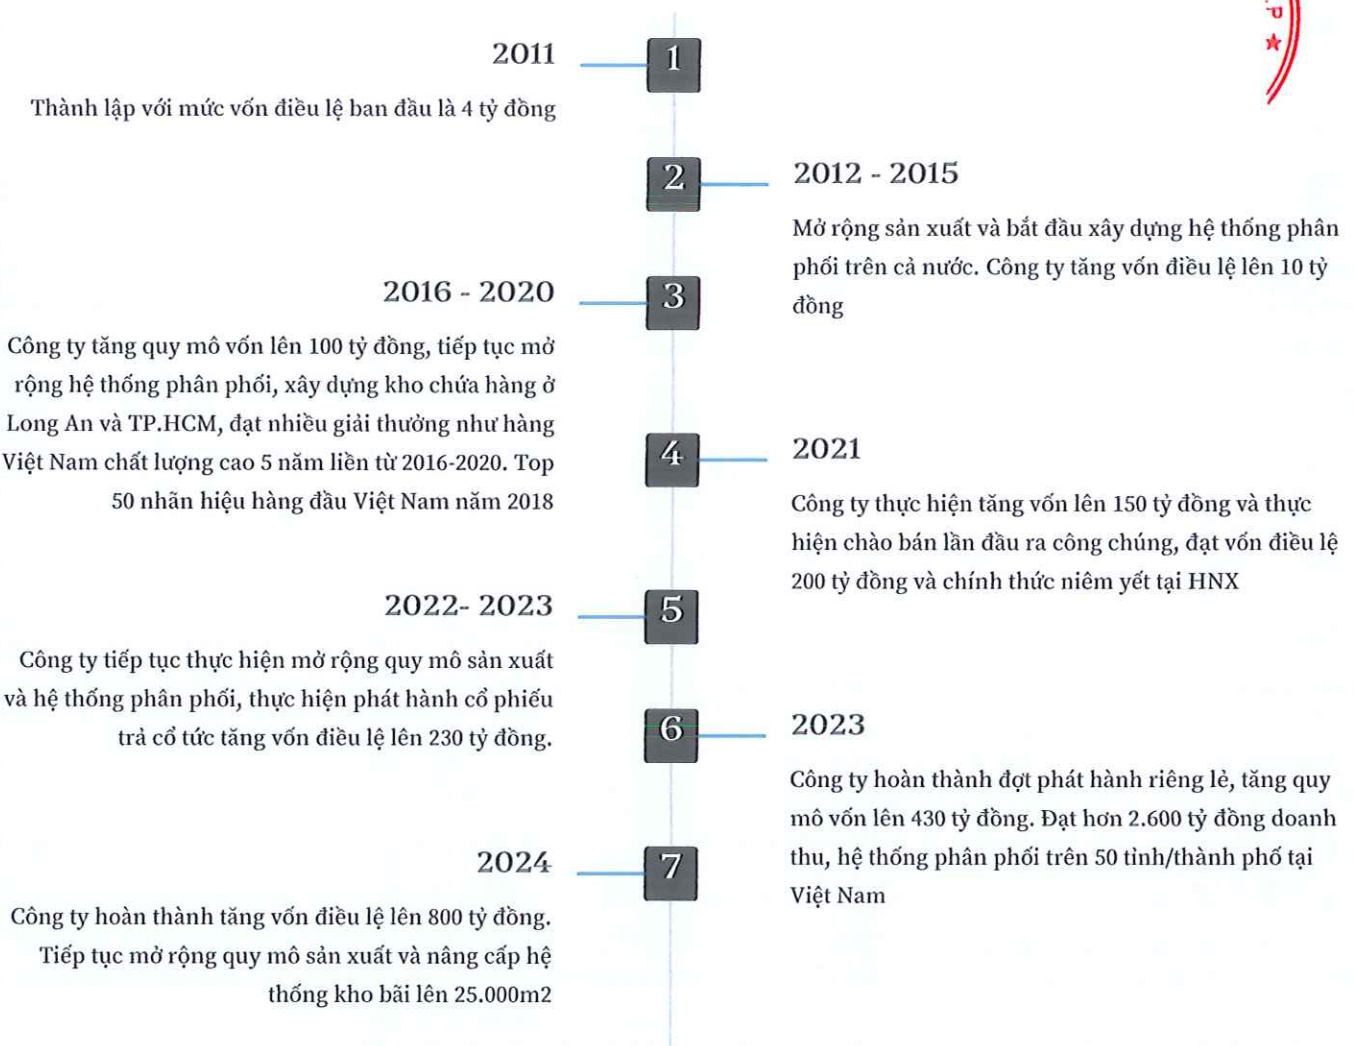 2011
1
Thành lập với mức vốn điều lệ ban đầu là 4 tỷ đồng
2
2012 - 2015
Mở rộng sản xuất và bắt đầu xây dựng hệ thống phân
phối trên cả nước. Công ty tăng vốn điều lệ lên 10 tỷ
đồng
2016 - 2020
3
Công ty tăng quy mô vốn lên 100 tỷ đồng, tiếp tục mở
rộng hệ thống phân phối, xây dựng kho chứa hàng ở
Long An và TP.HCM, đạt nhiều giải thưởng như hàng
Việt Nam chất lượng cao 5 năm liền từ 2016-2020. Top
50 nhãn hiệu hàng đầu Việt Nam năm 2018
4
2021
Công ty thực hiện tăng vốn lên 150 tỷ đồng và thực
hiện chào bán lần đầu ra công chúng, đạt vốn điều lệ
200 tỷ đồng và chính thức niêm yết tại HNX
2022- 2023
5
Công ty tiếp tục thực hiện mở rộng quy mô sản xuất
và hệ thống phân phối, thực hiện phát hành cổ phiếu
trả cổ tức tăng vốn điều lệ lên 230 tỷ đồng.
6
2023
Công ty hoàn thành đợt phát hành riêng lẻ, tăng quy
mô vốn lên 430 tỷ đồng. Đạt hơn 2.600 tỷ đồng doanh
thu, hệ thống phân phối trên 50 tỉnh/thành phố tại
Việt Nam
2024
7
Công ty hoàn thành tăng vốn điều lệ lên 800 tỷ đồng.
Tiếp tục mở rộng quy mô sản xuất và nâng cấp hệ
thống kho bãi lên 25.000m2